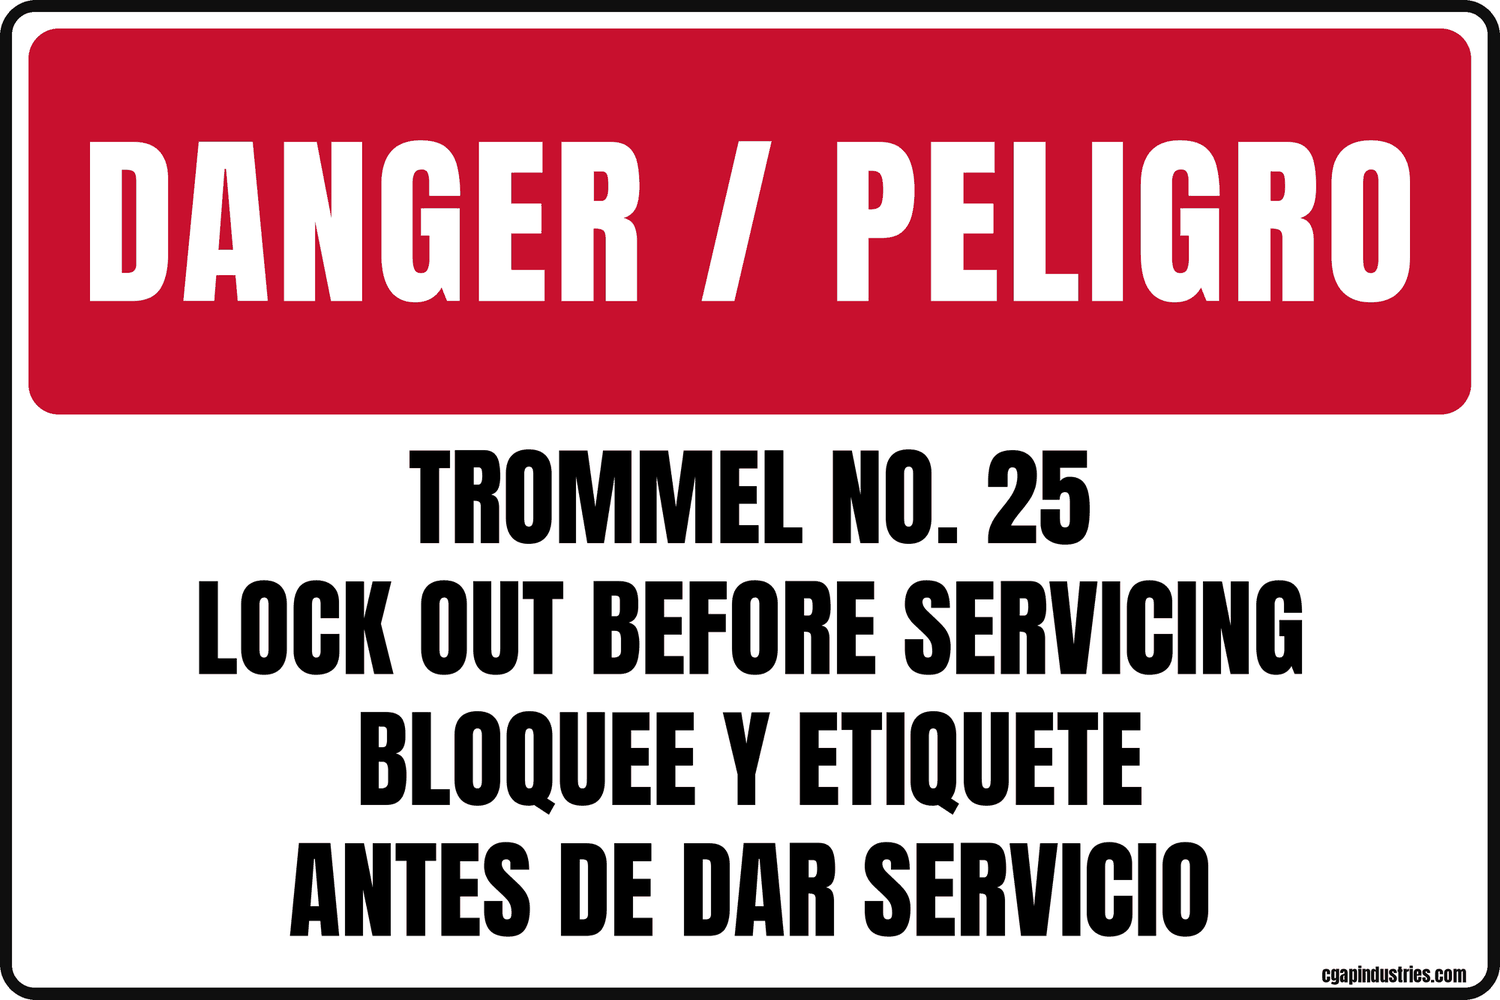 DANGER / PELIGRO
TROMMEL NO. 25
LOCK OUT BEFORE SERVICING
BLOQUEE Y ETIQUETE
ANTES DE DAR SERVICIO
cgapindustries.com